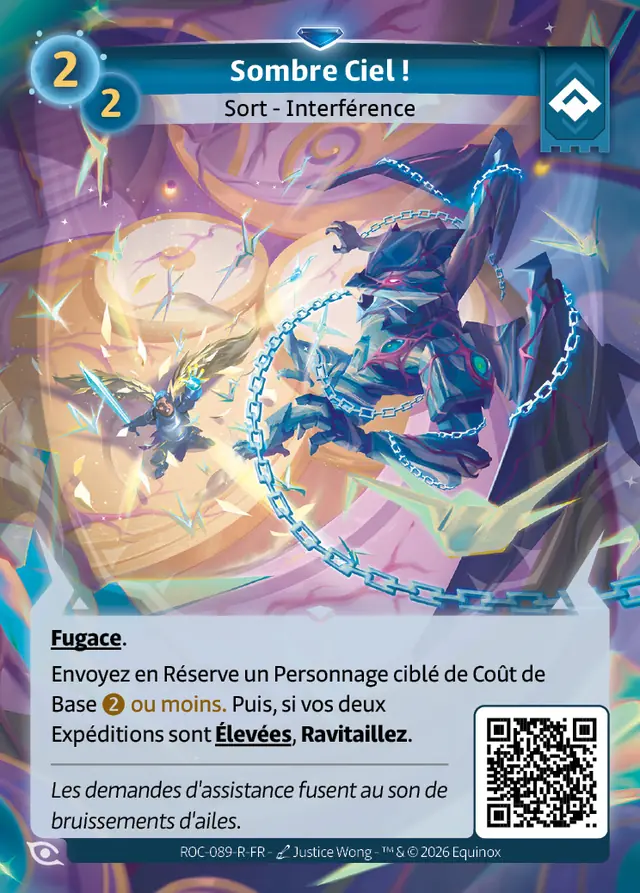 2
2
Sombre Ciel !
Sort - Interférence
Fugace.
Envoyez en Réserve un Personnage ciblé de Coût de
Base 2 ou moins. Puis, si vos deux
Expéditions sont Élevées, Ravitaillez.
Les demandes d'assistance fusent au son de
bruissements d'ailes.
ROC-089-R-FR - Justice Wong - ™ & © 2026 Equinox